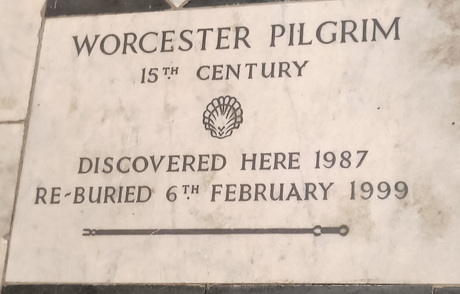 WORCESTER PILGRIM
15TH CENTURY
DISCOVERED HERE 1987
RE-BURIED 6TH FEBRUARY 1999